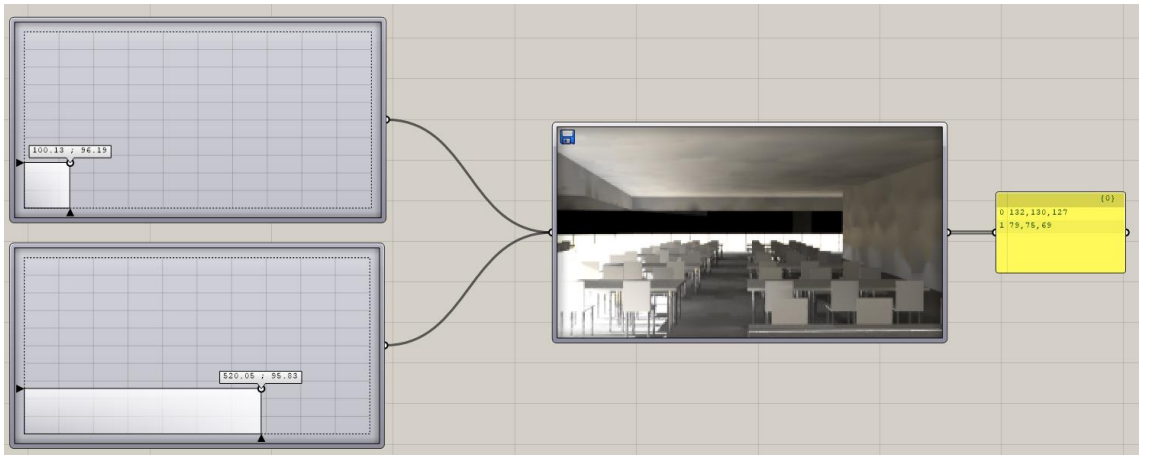 100.13 ; 96.19
520.05 ; 95.83
{0}
0 132,130,127
1 79,75,69